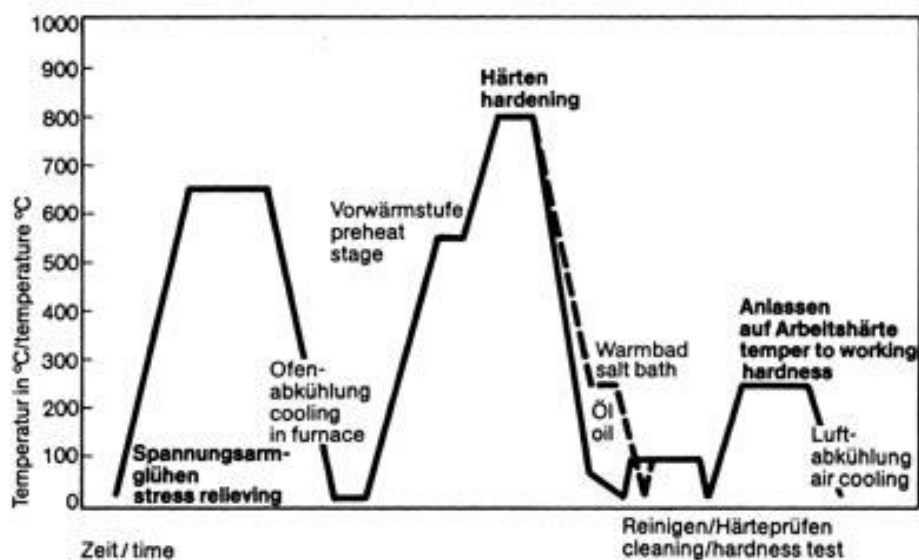 1000
900
800
700
600
500
400
300
200
100
0
Temperatur in °C/temperature °C
Härten
hardening
Vorwärmstufe
preheat
stage
Anlassen
auf Arbeitshärte
temper to working
hardness
Warmbad
salt bath
Ofen-
abkühlung
cooling
in furnace
Öl
oil
Spannungsarm-
glühen
stress relieving
Luft-
abkühlung
air cooling
Reinigen/Härteprüfen
cleaning/hardness test
Zeit/time